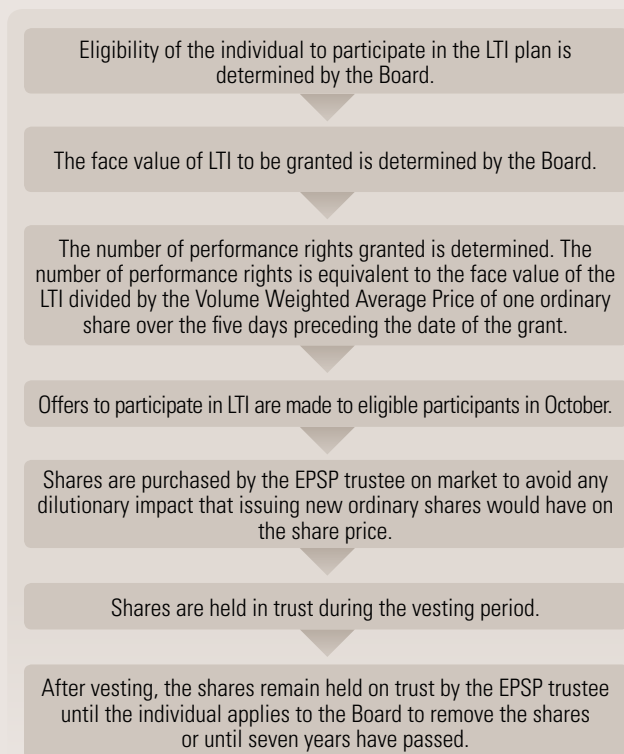 Eligibility of the individual to participate in the LTI plan is
determined by the Board.
The face value of LTI to be granted is determined by the Board.
The number of performance rights granted is determined. The
number of performance rights is equivalent to the face value of the
LTI divided by the Volume Weighted Average Price of one ordinary
share over the five days preceding the date of the grant.
Offers to participate in LTI are made to eligible participants in October.
Shares are purchased by the EPSP trustee on market to avoid any
dilutionary impact that issuing new ordinary shares would have on
the share price.
Shares are held in trust during the vesting period.
After vesting, the shares remain held on trust by the EPSP trustee
until the individual applies to the Board to remove the shares
or until seven years have passed.